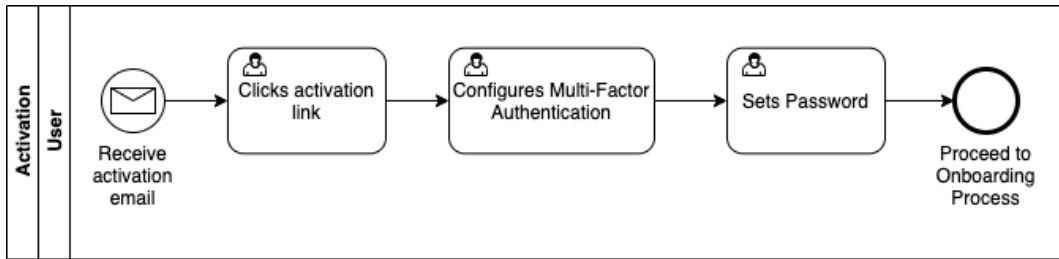 Activation
User
Receive
activation
email
Clicks activation
link
Configures Multi-Factor
Authentication
Sets Password
Proceed to
Onboarding
Process